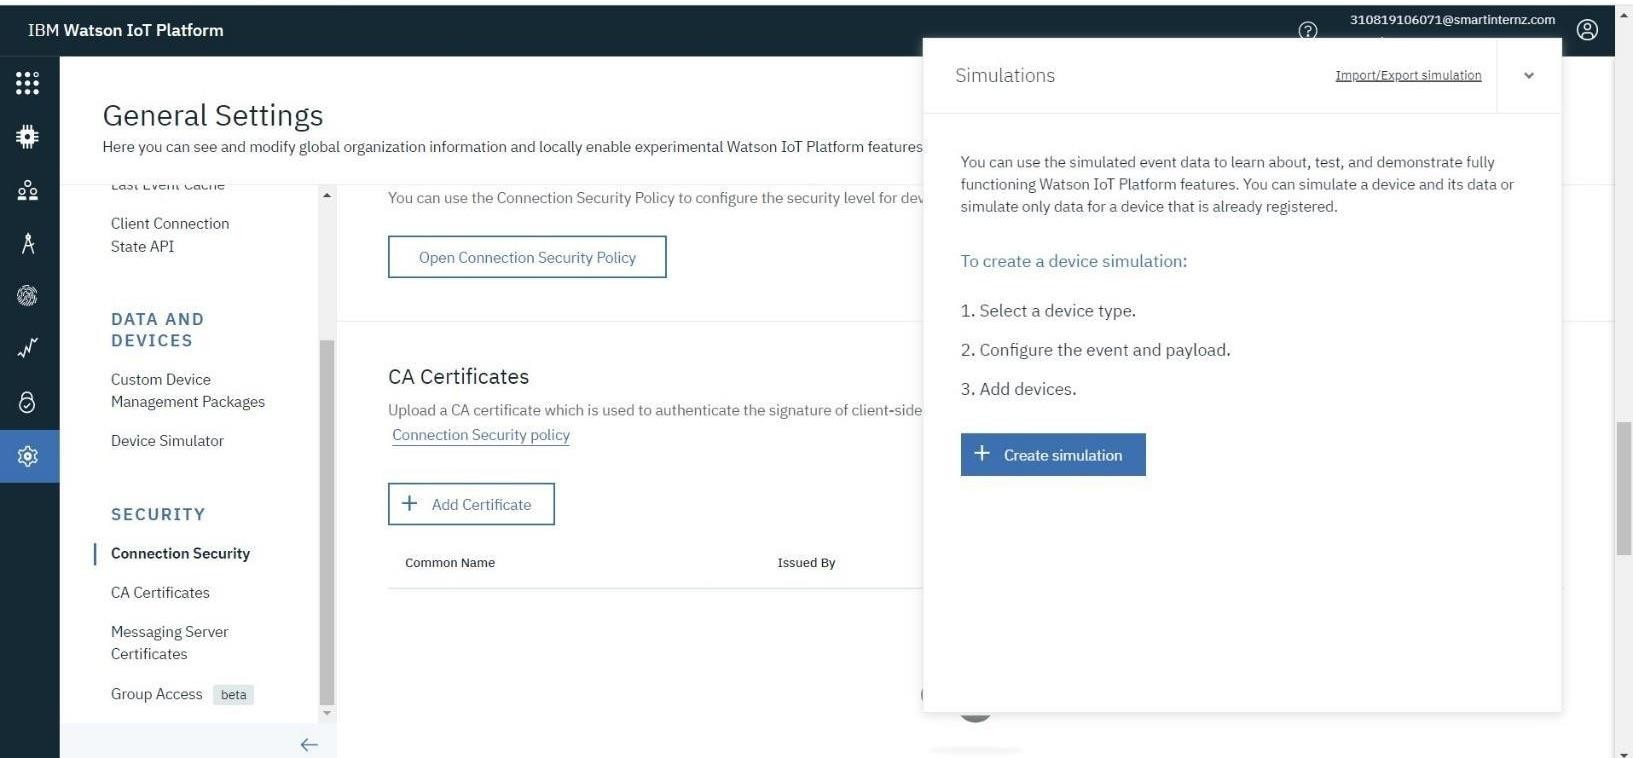 IBM Watson IoT Platform
310819106071@smartinternz.com
General Settings
Here you can see and modify global organization information and locally enable experimental Watson IoT Platform features
Last Event Cache
Client Connection
State API
DATA AND
DEVICES
Custom Device
Management Packages
Device Simulator
SECURITY
Connection Security
CA Certificates
Messaging Server
Certificates
Group Access beta
You can use the Connection Security Policy to configure the security level for dev
Open Connection Security Policy
CA Certificates
Upload a CA certificate which is used to authenticate the signature of client-side
Connection Security policy
+ Add Certificate
Common Name Issued By
Simulations
Import/Export simulation
You can use the simulated event data to learn about, test, and demonstrate fully
functioning Watson IoT Platform features. You can simulate a device and its data or
simulate only data for a device that is already registered.
To create a device simulation:
1. Select a device type.
2. Configure the event and payload.
3. Add devices.
+ Create simulation